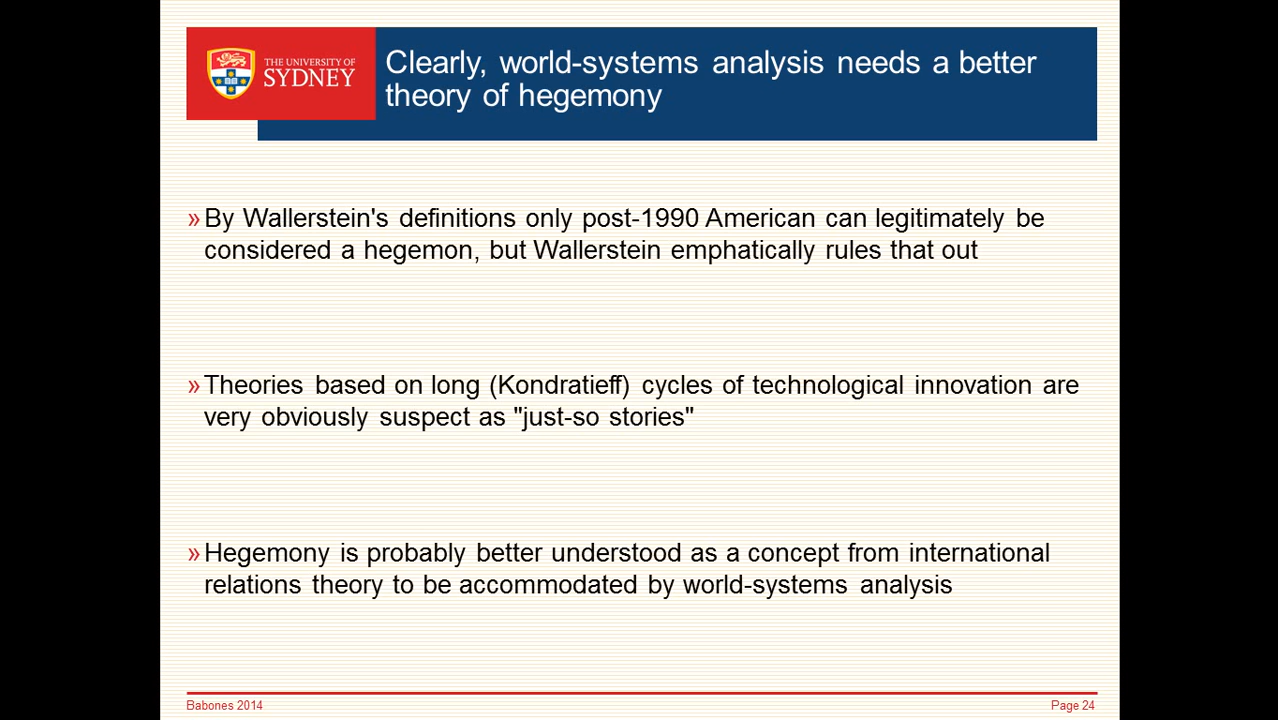 THE UNIVERSITY OF
SYDNEY
Clearly, world-systems analysis needs a better
theory of hegemony
» By Wallerstein's definitions only post-1990 American can legitimately be
considered a hegemon, but Wallerstein emphatically rules that out
» Theories based on long (Kondratieff) cycles of technological innovation are
very obviously suspect as "just-so stories"
» Hegemony is probably better understood as a concept from international
relations theory to be accommodated by world-systems analysis
Babones 2014
Page 24